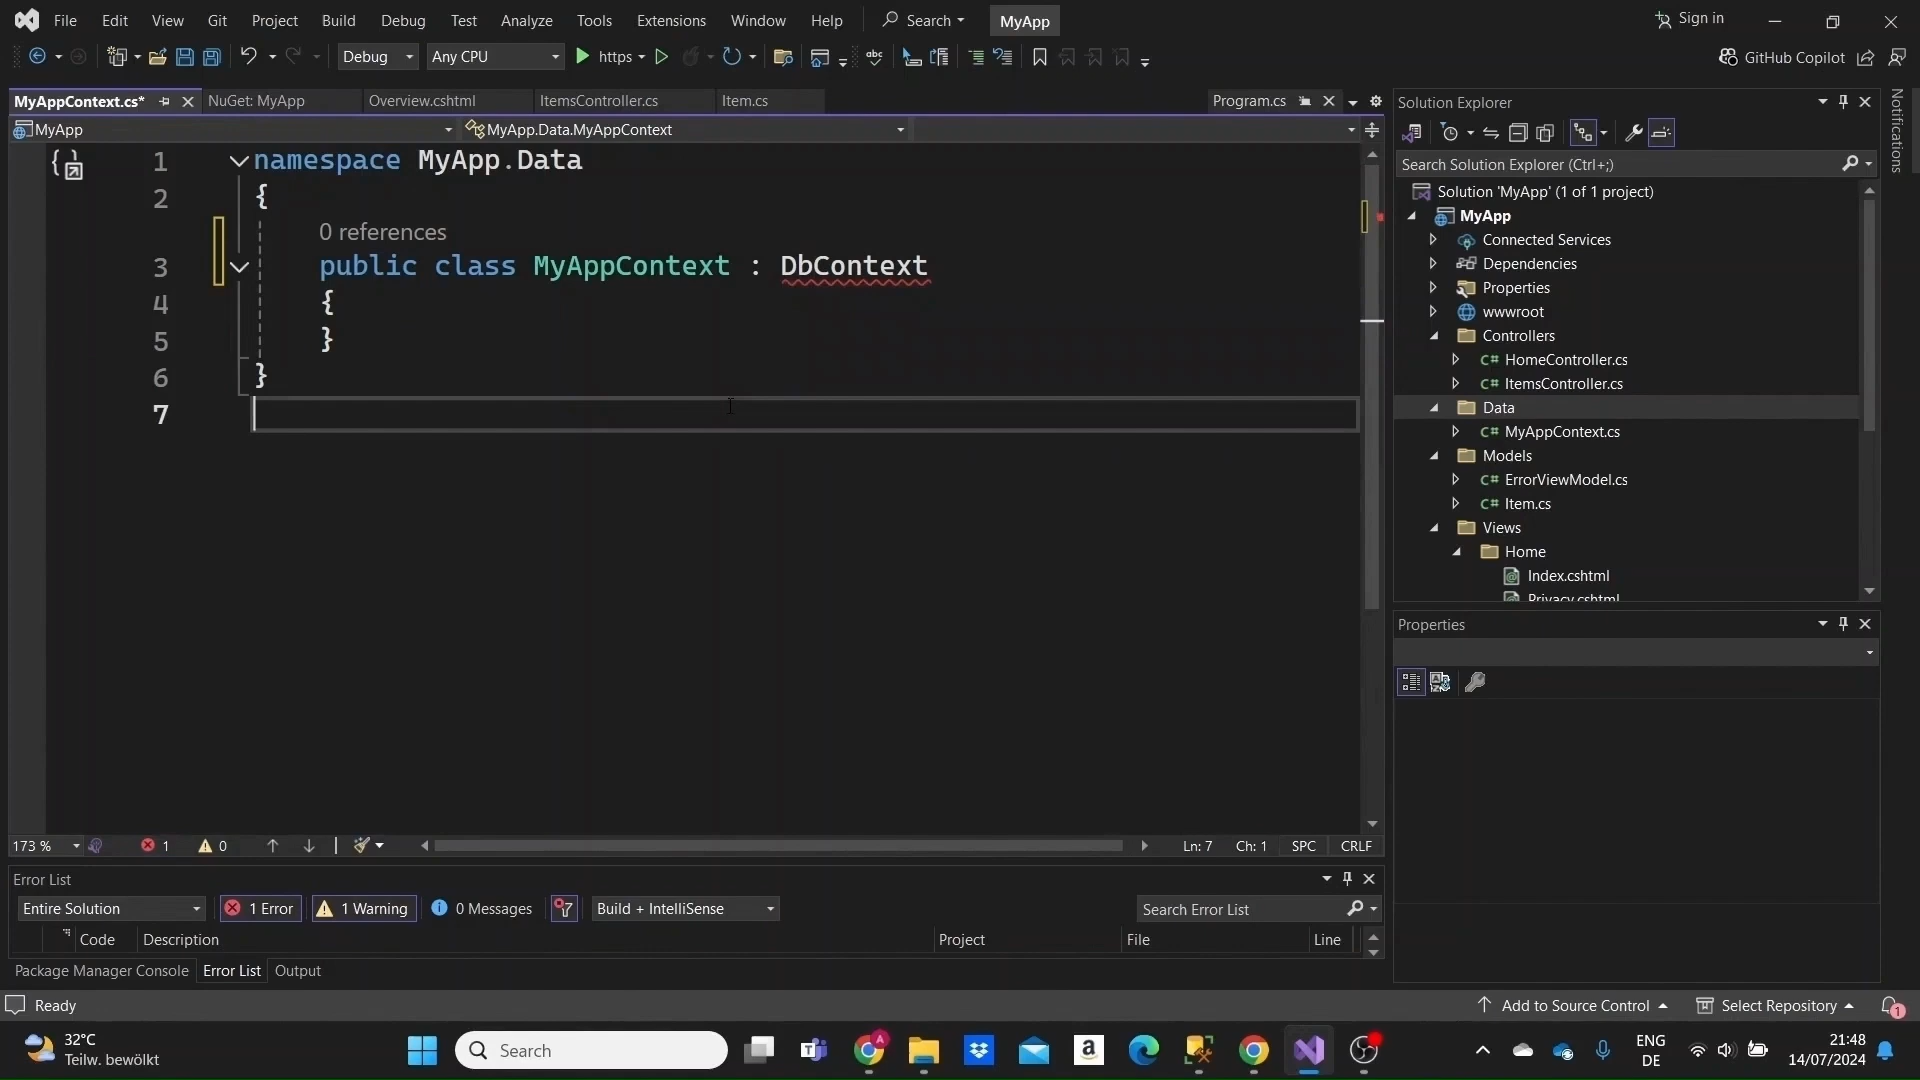 File Edit View Git Project Build Debug Test Analyze Tools Extensions Window Help Search MyApp Sign in
Debug Any CPU https GitHub Copilot
MyAppContext.cs* NuGet: MyApp Overview.cshtml ItemsController.cs Item.cs Program.cs
MyApp MyApp.Data.MyAppContext
1 namespace MyApp.Data
2 {
0 references
3 public class MyAppContext : DbContext
4 {
5 }
6 }
7
173 % 1 0 Ln: 7 Ch: 1 SPC CRLF
Error List
Entire Solution 1 Error 1 Warning 0 Messages Build + IntelliSense Search Error List
Code Description Project File Line
Package Manager Console Error List Output
Solution Explorer
Search Solution Explorer (Ctrl+;)
Solution 'MyApp' (1 of 1 project)
MyApp
Connected Services
Dependencies
Properties
wwwroot
Controllers
C# HomeController.cs
C# ItemsController.cs
Data
C# MyAppContext.cs
Models
C# ErrorViewModel.cs
C# Item.cs
Views
Home
Index.cshtml
Privacy.cshtml
Properties
Notifications
Ready Add to Source Control Select Repository 1
32°C
Teilw. bewölkt
Search
ENG
DE
21:48
14/07/2024